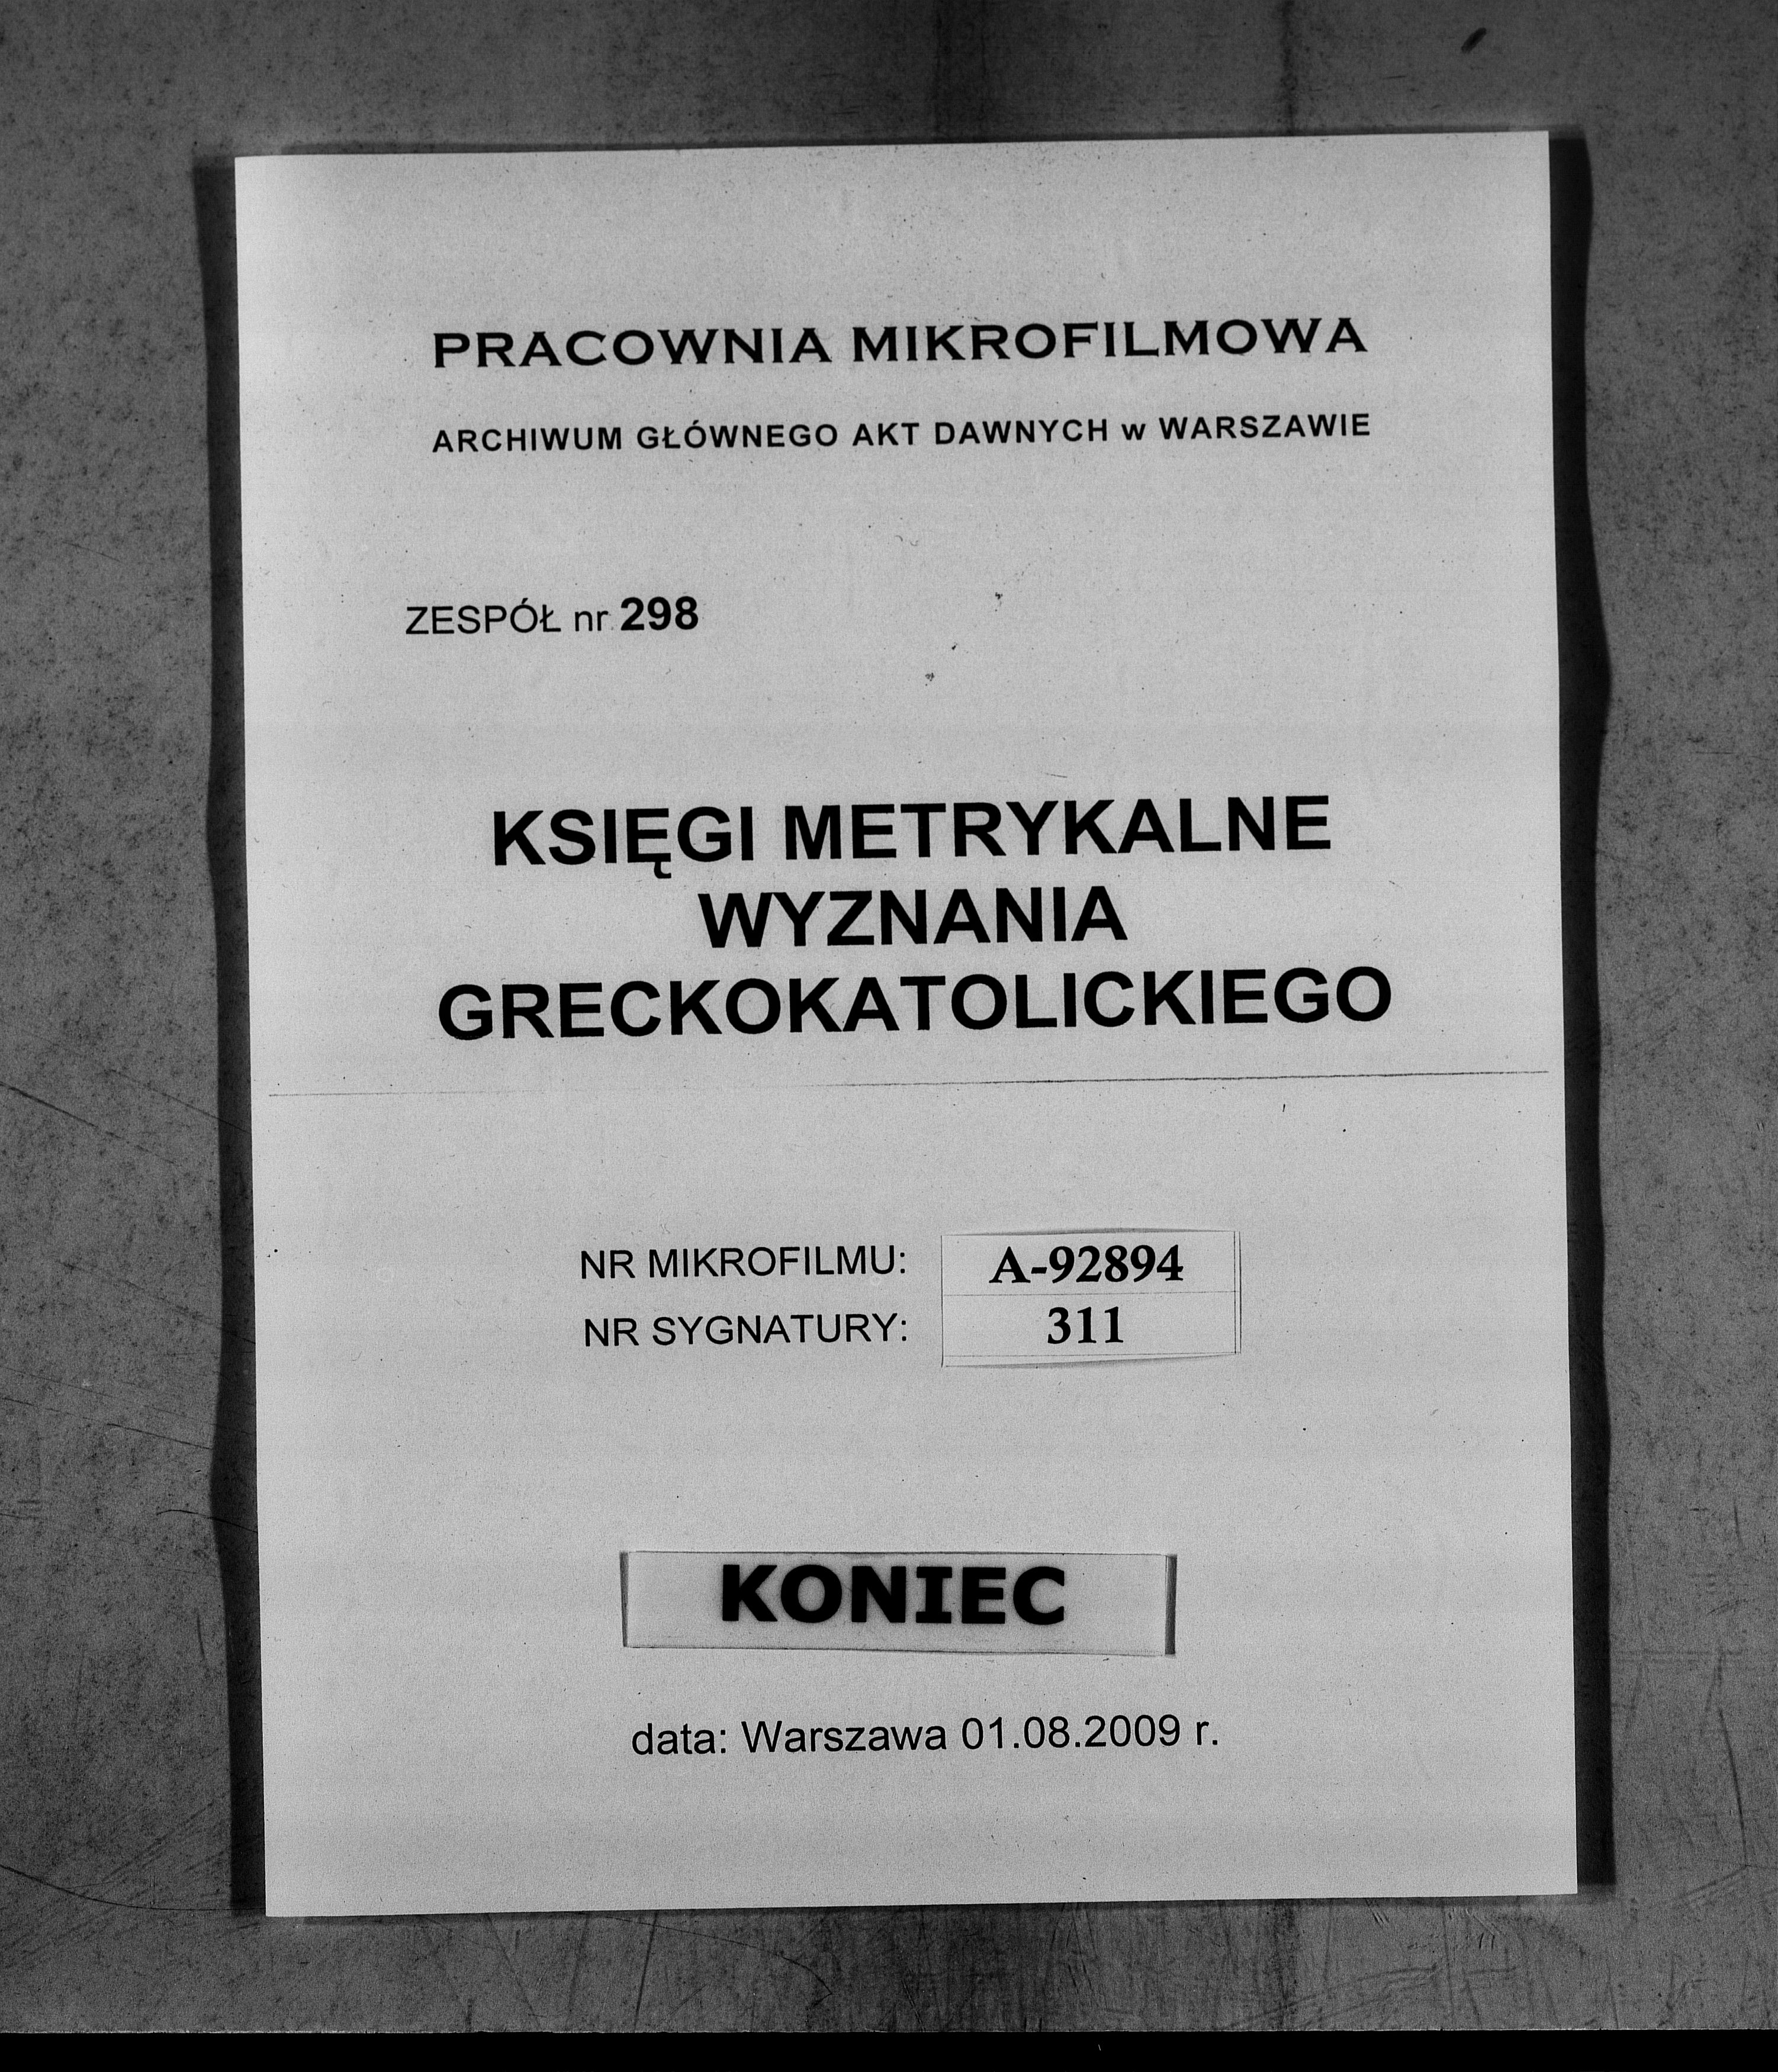 PRACOWNIA MIKROFILMOWA
ARCHIWUM GŁÓWNEGO AKT DAWNYCH w WARSZAWIE
ZESPÓŁ nr 298
KSIĘGI METRYKALNE
WYZNANIA
GRECKOKATOLICKIEGO
NR MIKROFILMU: A-92894
NR SYGNATURY: 311
KONIEC
data: Warszawa 01.08.2009 r.